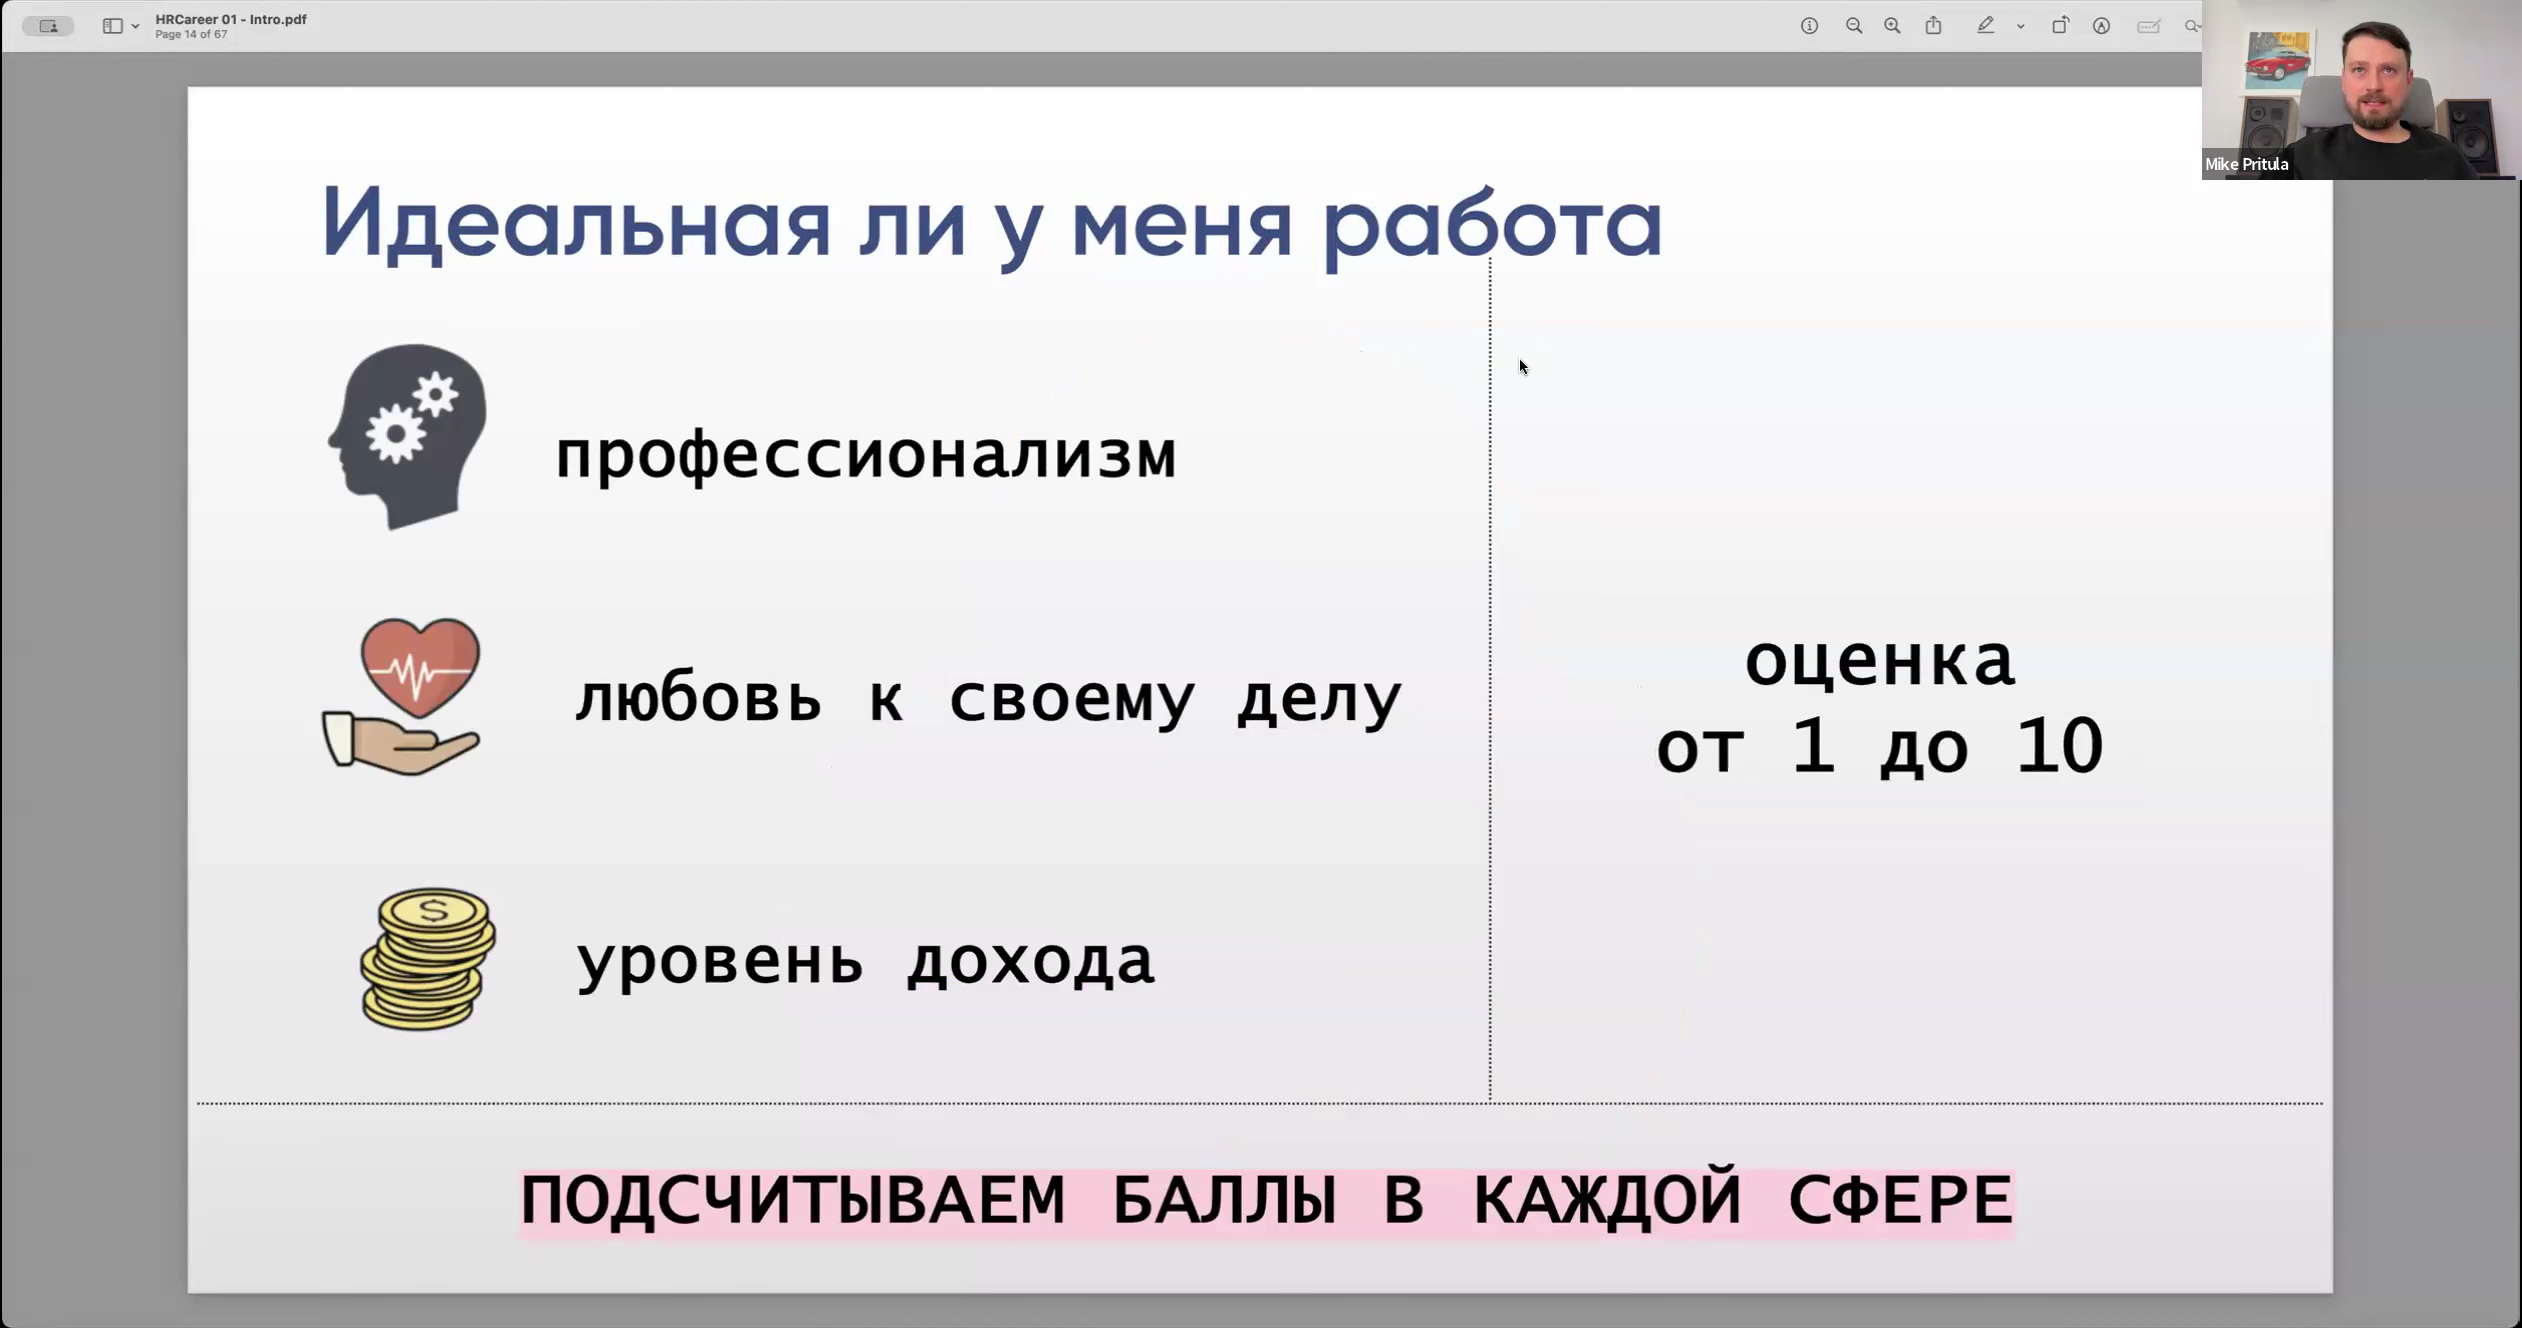 HRCareer 01 - Intro.pdf
Page 14 of 67
Mike Pritula
Идеальная ли у меня работа
профессионализм
любовь к своему делу
оценка
от 1 до 10
$
уровень дохода
ПОДСЧИТЫВАЕМ БАЛЛЫ В КАЖДОЙ СФЕРЕ